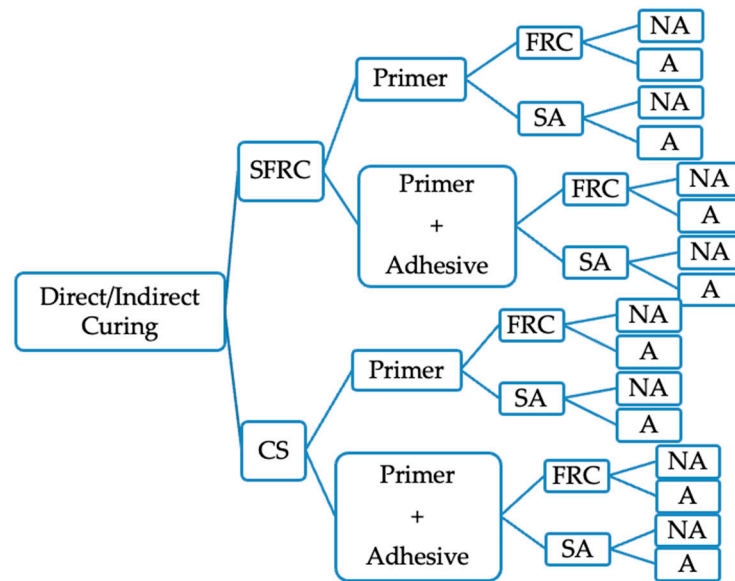 Direct/Indirect
Curing
SFRC
Primer
FRC
NA
A
SA
NA
A
Primer
+
Adhesive
FRC
NA
A
SA
NA
A
CS
Primer
FRC
NA
A
SA
NA
A
Primer
+
Adhesive
FRC
NA
A
SA
NA
A